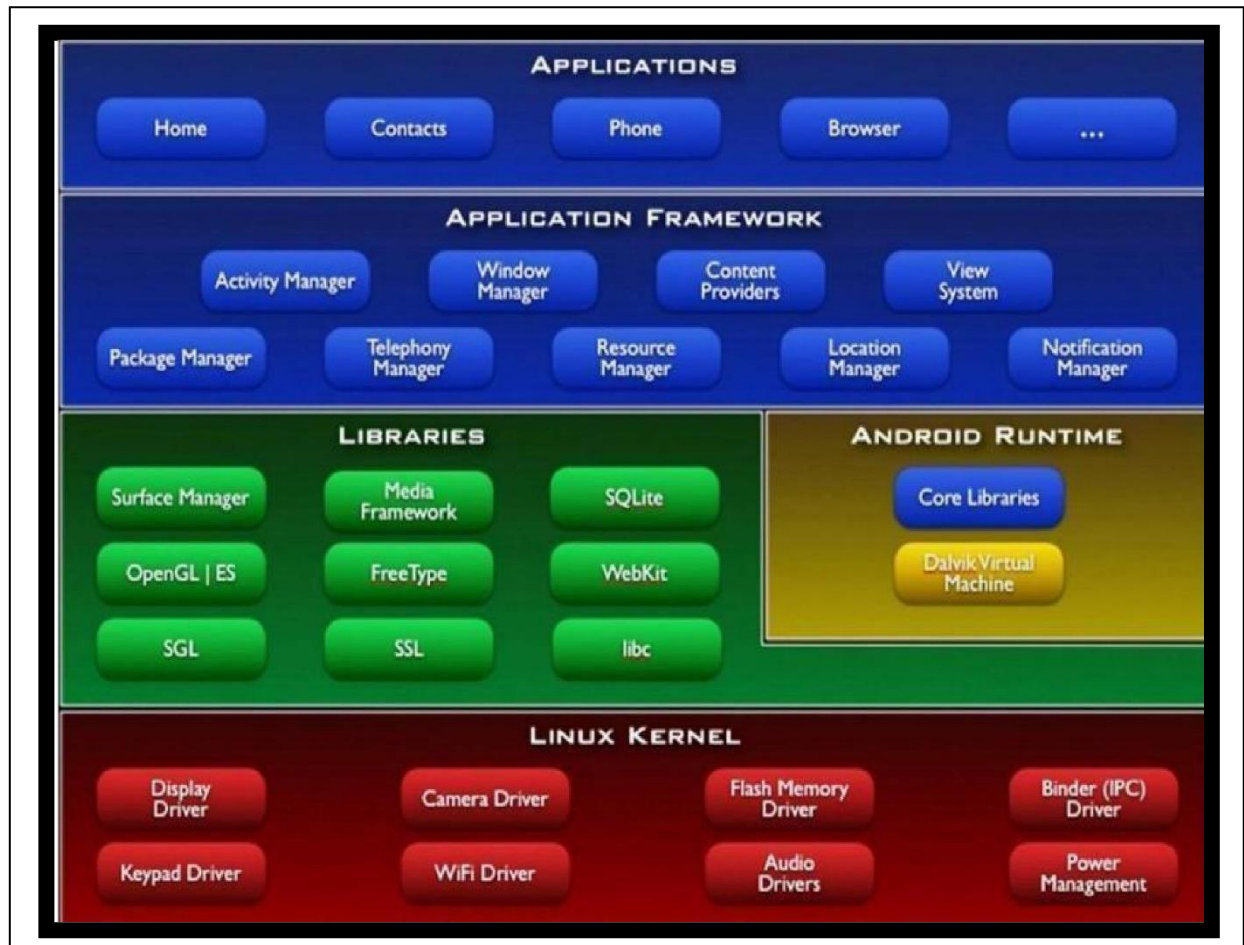 APPLICATIONS
Home
Contacts
Phone
Browser
...
APPLICATION FRAMEWORK
Activity Manager
Window
Manager
Content
Providers
View
System
Package Manager
Telephony
Manager
Resource
Manager
Location
Manager
Notification
Manager
LIBRARIES
Surface Manager
Media
Framework
SQLite
OpenGL | ES
FreeType
WebKit
SGL
SSL
libc
ANDROID RUNTIME
Core Libraries
Dalvik Virtual
Machine
LINUX KERNEL
Display
Driver
Camera Driver
Flash Memory
Driver
Binder (IPC)
Driver
Keypad Driver
WiFi Driver
Audio
Drivers
Power
Management